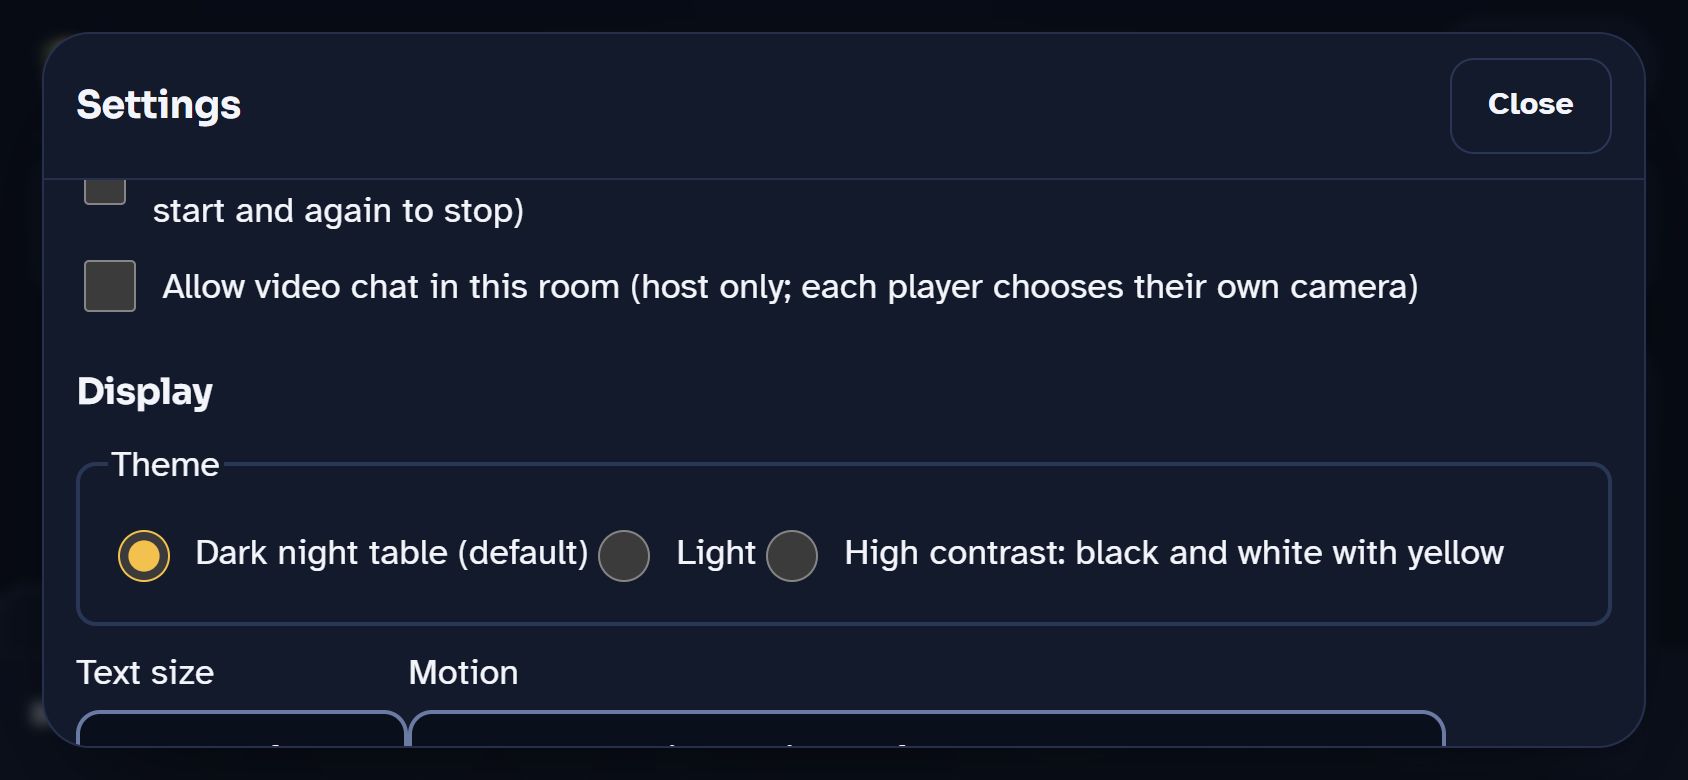 Settings
Close
start and again to stop)
Allow video chat in this room (host only; each player chooses their own camera)
Display
Theme
Dark night table (default) Light High contrast: black and white with yellow
Text size Motion